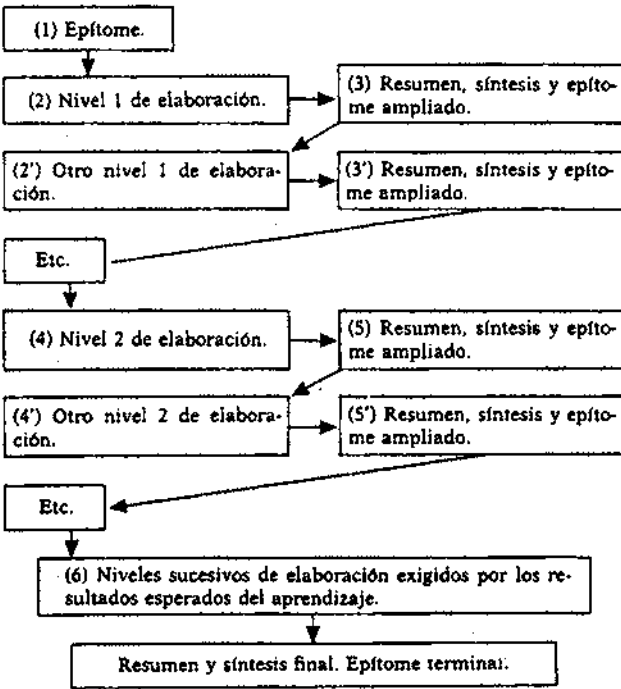 (1) Epítome.
(2) Nivel 1 de elaboración.
(3) Resumen, síntesis y epíto-
me ampliado.
(2') Otro nivel 1 de elabora-
ción.
(3') Resumen, síntesis y epíto-
me ampliado.
Etc.
(4) Nivel 2 de elaboración.
(5) Resumen, síntesis y epíto-
me ampliado.
(4') Otro nivel 2 de elabora-
ción.
(5') Resumen, síntesis y epíto-
me ampliado.
Etc.
(6) Niveles sucesivos de elaboración exigidos por los re-
sultados esperados del aprendizaje.
Resumen y síntesis final. Epítome terminal.